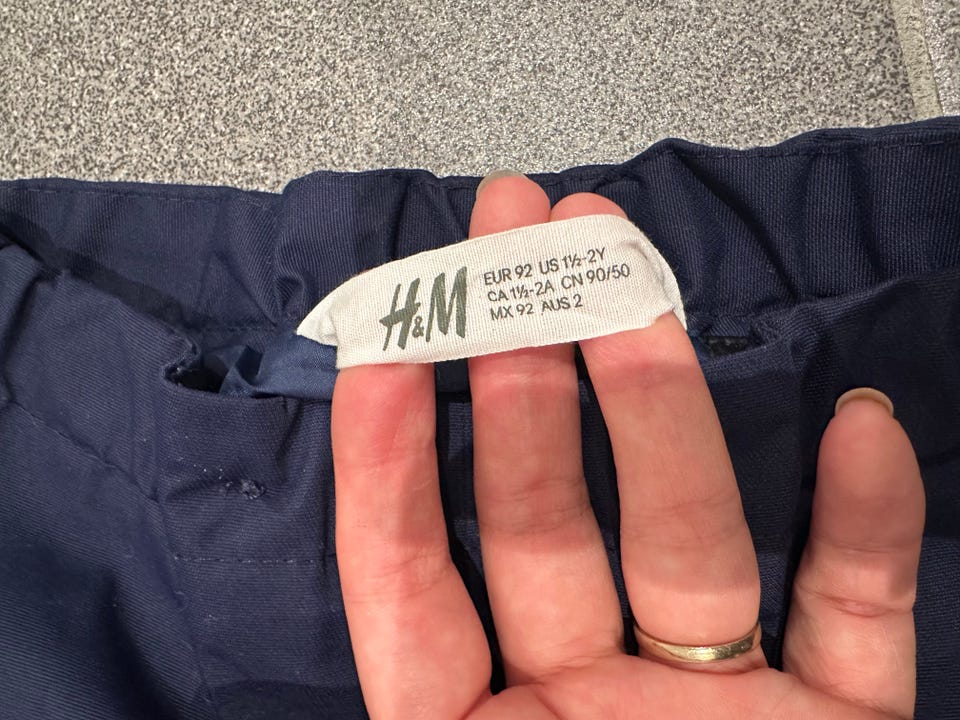 H&M
EUR 92 US 1½-2Y
CA 1½-2A CN 90/50
MX 92 AUS 2